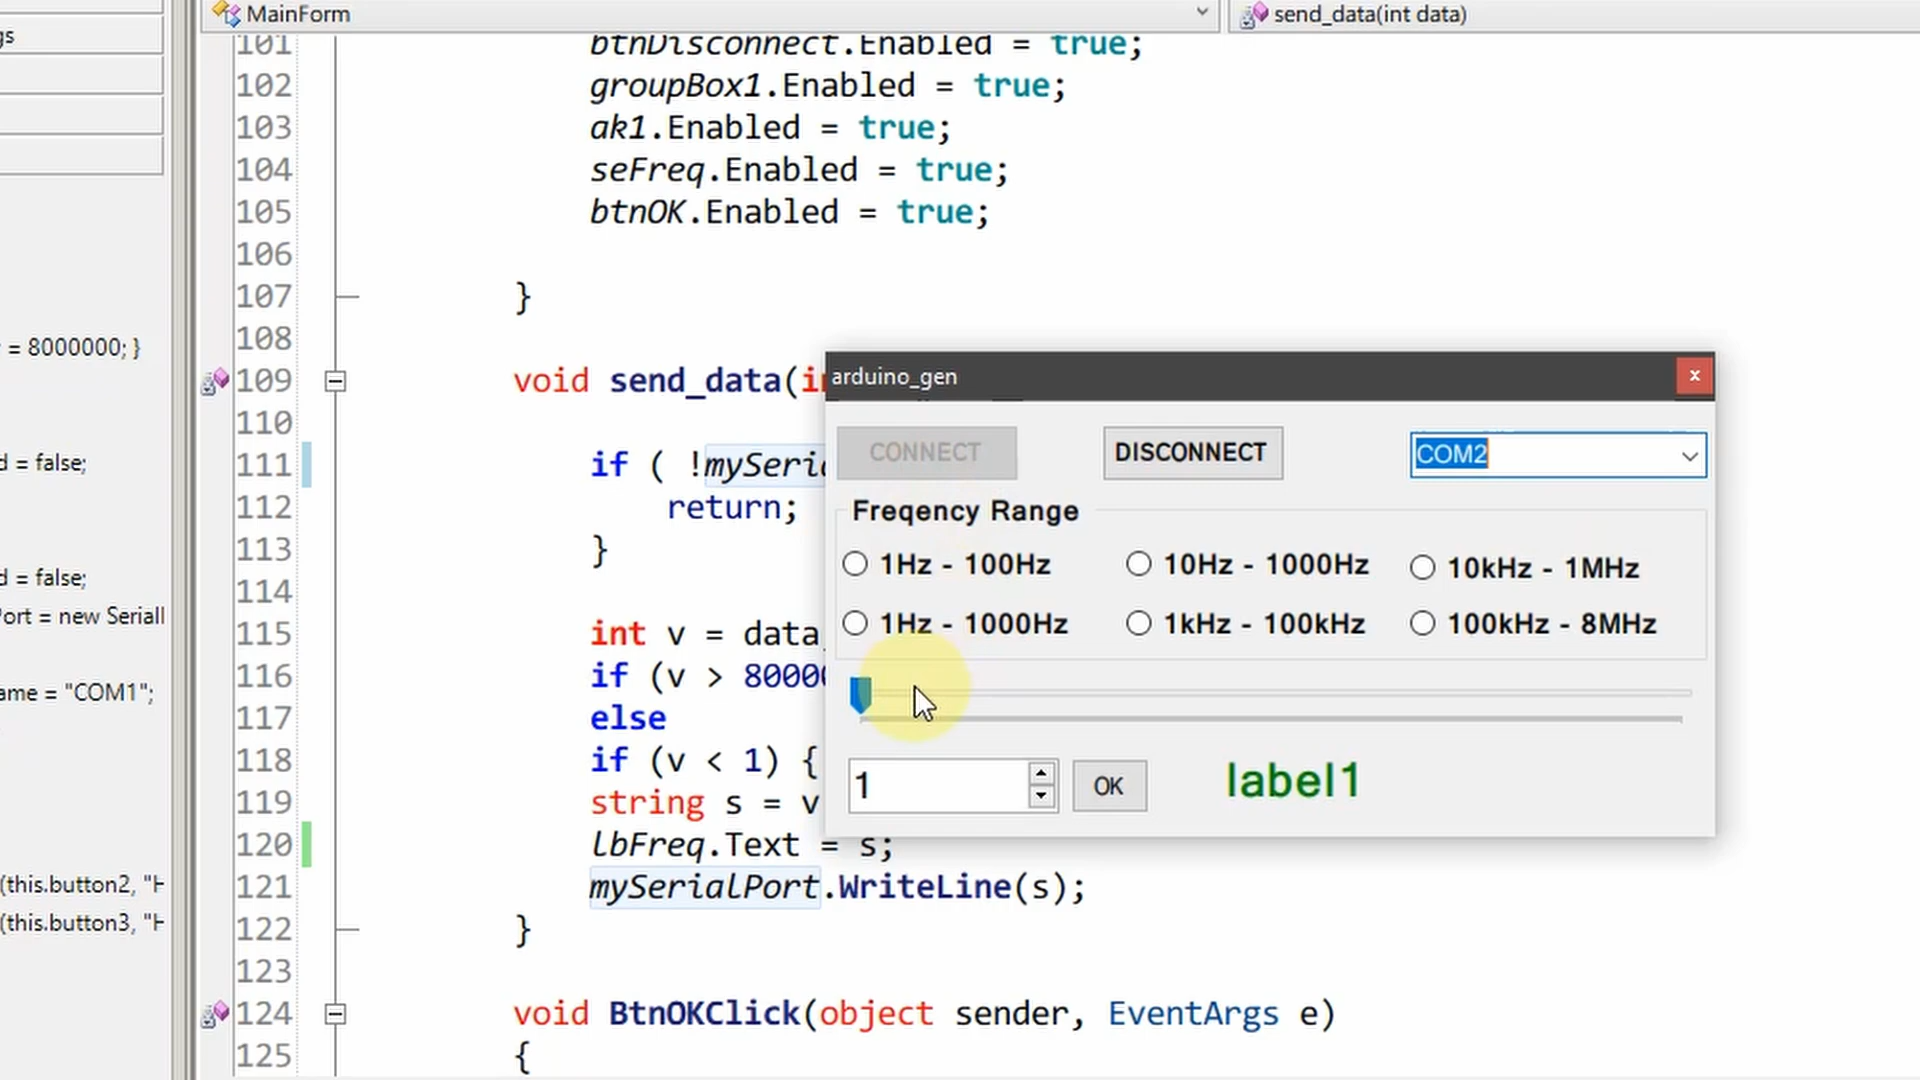 MainForm
send_data(int data)
gs
= 8000000; }
d = false;
d = false;
Port = new Seriall
ame = "COM1";
(this.button2, "H
(this.button3, "H
101 btnDisconnect.Enabled = true;
102 groupBox1.Enabled = true;
103 ak1.Enabled = true;
104 seFreq.Enabled = true;
105 btnOK.Enabled = true;
106
107 }
108
109 void send_data(in
110
111 if ( !mySeria
112 return;
113 }
114
115 int v = data
116 if (v > 80000
117 else
118 if (v < 1) {
119 string s = v
120 lbFreq.Text = s;
121 mySerialPort.WriteLine(s);
122 }
123
124 void BtnOKClick(object sender, EventArgs e)
125 {
arduino_gen
x
CONNECT DISCONNECT COM2
Freqency Range
1Hz - 100Hz 10Hz - 1000Hz 10kHz - 1MHz
1Hz - 1000Hz 1kHz - 100kHz 100kHz - 8MHz
1 OK label1